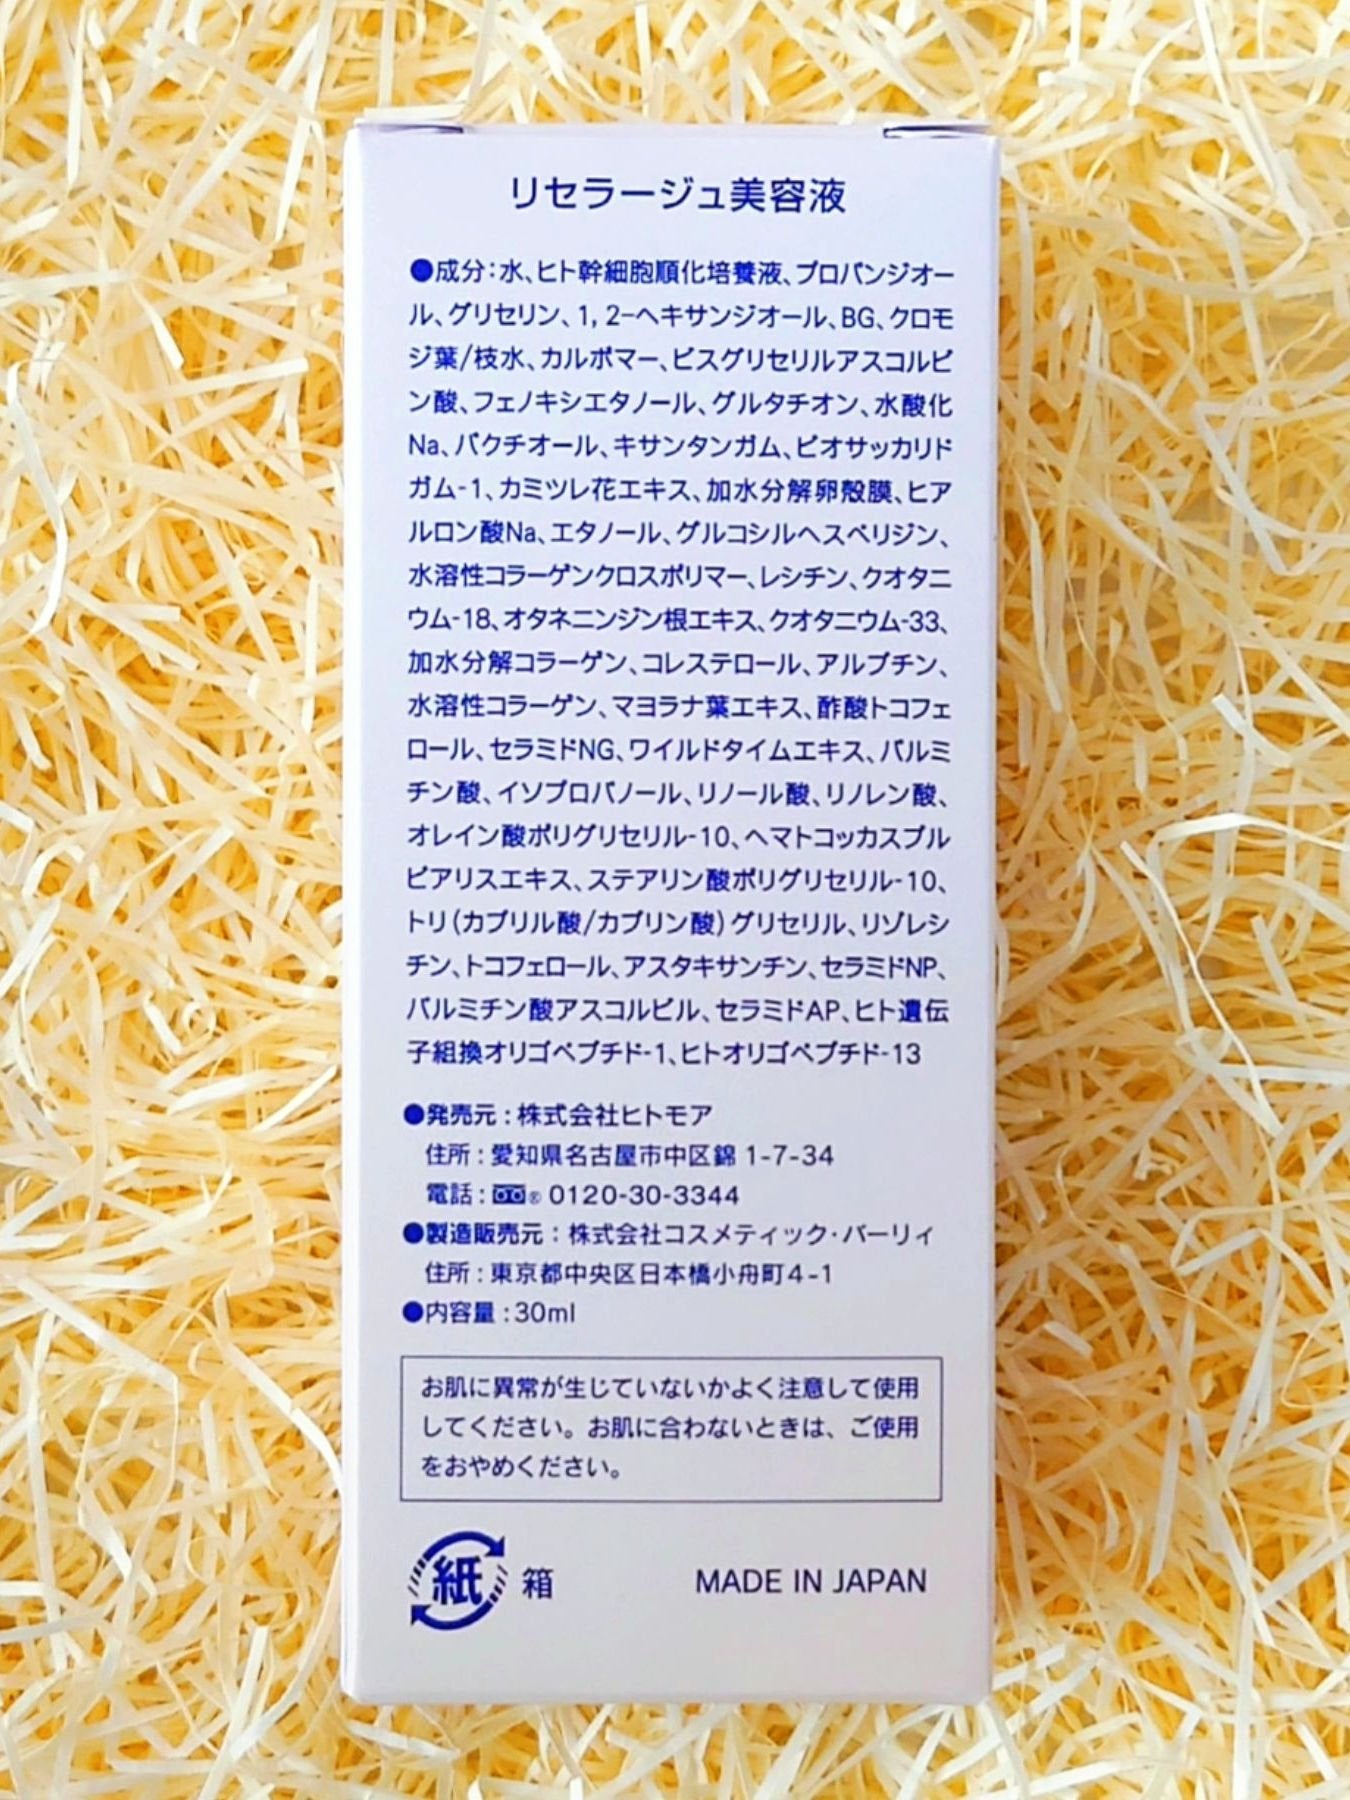 リセラージュ美容液
●成分：水、ヒト幹細胞順化培養液、プロパンジオー
ル、グリセリン、1，2−ヘキサンジオール、BG、クロモ
ジ葉/枝水、カルボマー、ビスグリセリルアスコルビ
ン酸、フェノキシエタノール、グルタチオン、水酸化
Na、バクチオール、キサンタンガム、ビオサッカリド
ガム-1、カミツレ花エキス、加水分解卵殻膜、ヒア
ルロン酸Na、エタノール、グルコシルヘスペリジン、
水溶性コラーゲンクロスポリマー、レシチン、クオタニ
ウム-18、オタネニンジン根エキス、クオタニウム-33、
加水分解コラーゲン、コレステロール、アルブチン、
水溶性コラーゲン、マヨラナ葉エキス、酢酸トコフェ
ロール、セラミドNG、ワイルドタイムエキス、パルミ
チン酸、イソプロパノール、リノール酸、リノレン酸、
オレイン酸ポリグリセリル-10、ヘマトコッカスプル
ビアリスエキス、ステアリン酸ポリグリセリル-10、
トリ（カプリル酸/カプリン酸）グリセリル、リゾレシ
チン、トコフェロール、アスタキサンチン、セラミドNP、
パルミチン酸アスコルビル、セラミドAP、ヒト遺伝
子組換オリゴペプチド-1、ヒトオリゴペプチド-13
●発売元：株式会社ヒトモア
住所：愛知県名古屋市中区錦 1-7-34
電話：® 0120-30-3344
●製造販売元：株式会社コスメティック・バーリィ
住所：東京都中央区日本橋小舟町4-1
●内容量：30ml
お肌に異常が生じていないかよく注意して使用
してください。お肌に合わないときは、ご使用
をおやめください。
紙 箱 MADE IN JAPAN